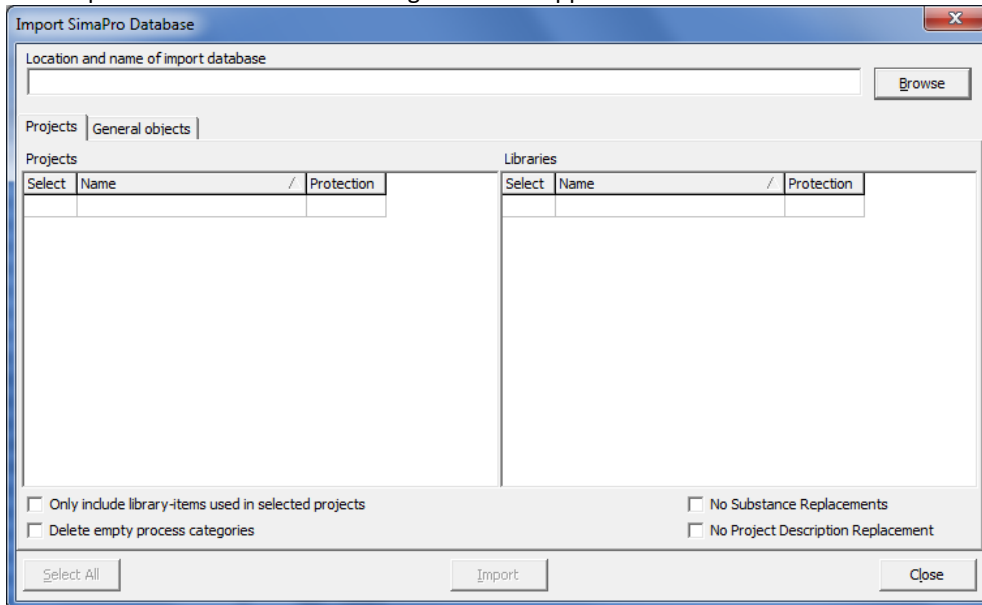 Import SimaPro Database
Location and name of import database
Browse
Projects General objects
Projects Libraries
Select Name / Protection Select Name / Protection
Only include library-items used in selected projects No Substance Replacements
Delete empty process categories No Project Description Replacement
Select All Import Close